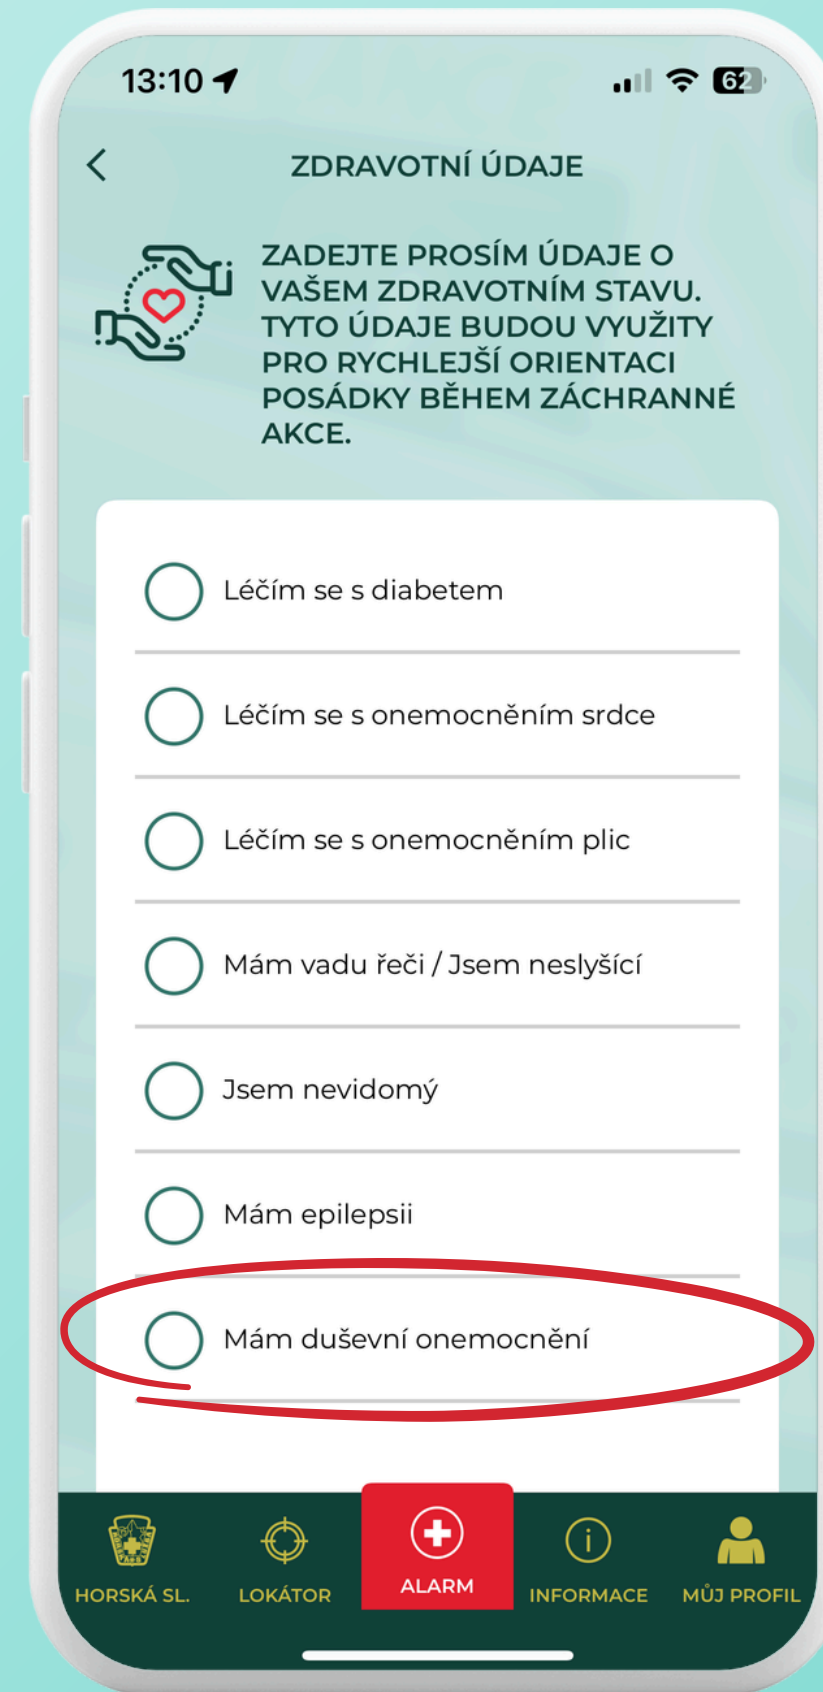 13:10
62
ZDRAVOTNÍ ÚDAJE
ZADEJTE PROSÍM ÚDAJE O
VAŠEM ZDRAVOTNÍM STAVU.
TYTO ÚDAJE BUDOU VYUŽITY
PRO RYCHLEJŠÍ ORIENTACI
POSÁDKY BĚHEM ZÁCHRANNÉ
AKCE.
Léčím se s diabetem
Léčím se s onemocněním srdce
Léčím se s onemocněním plic
Mám vadu řeči / Jsem neslyšící
Jsem nevidomý
Mám epilepsii
Mám duševní onemocnění
HORSKÁ SL.
LOKÁTOR
ALARM
INFORMACE
MŮJ PROFIL